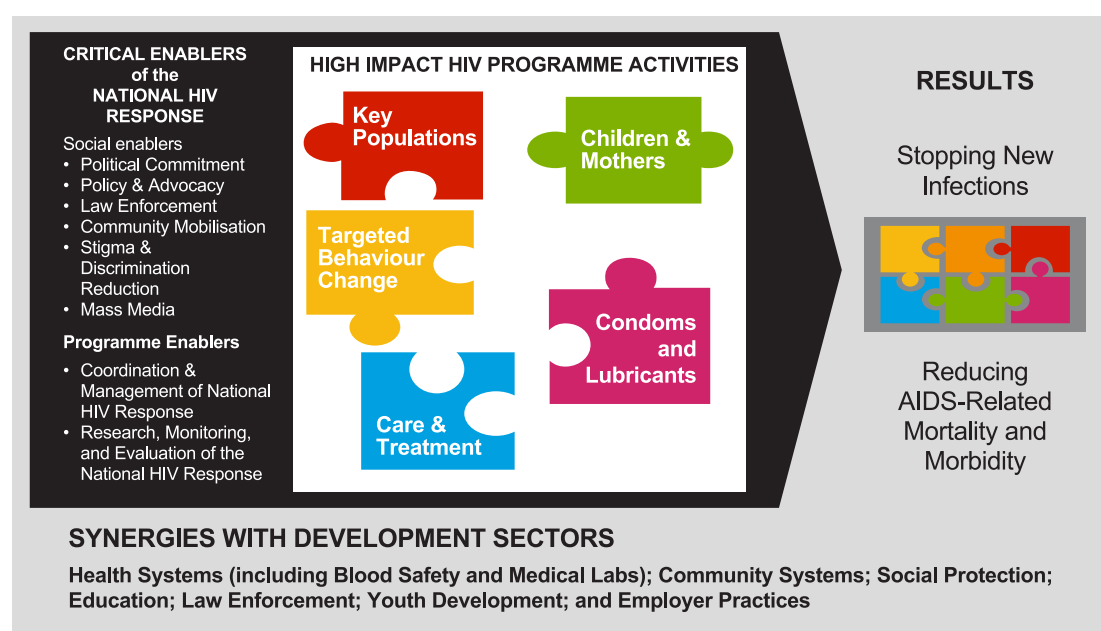 CRITICAL ENABLERS
of the
NATIONAL HIV
RESPONSE
Social enablers
• Political Commitment
• Policy & Advocacy
• Law Enforcement
• Community Mobilisation
• Stigma &
Discrimination
Reduction
• Mass Media
Programme Enablers
• Coordination &
Management of National
HIV Response
• Research, Monitoring,
and Evaluation of the
National HIV Response
HIGH IMPACT HIV PROGRAMME ACTIVITIES
Key
Populations
Children &
Mothers
Targeted
Behaviour
Change
Condoms
and
Lubricants
Care &
Treatment
RESULTS
Stopping New
Infections
Reducing
AIDS-Related
Mortality and
Morbidity
SYNERGIES WITH DEVELOPMENT SECTORS
Health Systems (including Blood Safety and Medical Labs); Community Systems; Social Protection;
Education; Law Enforcement; Youth Development; and Employer Practices